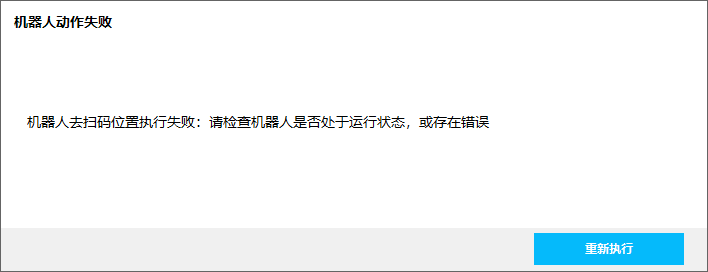 机器人动作失败
机器人去扫码位置执行失败：请检查机器人是否处于运行状态，或存在错误
重新执行